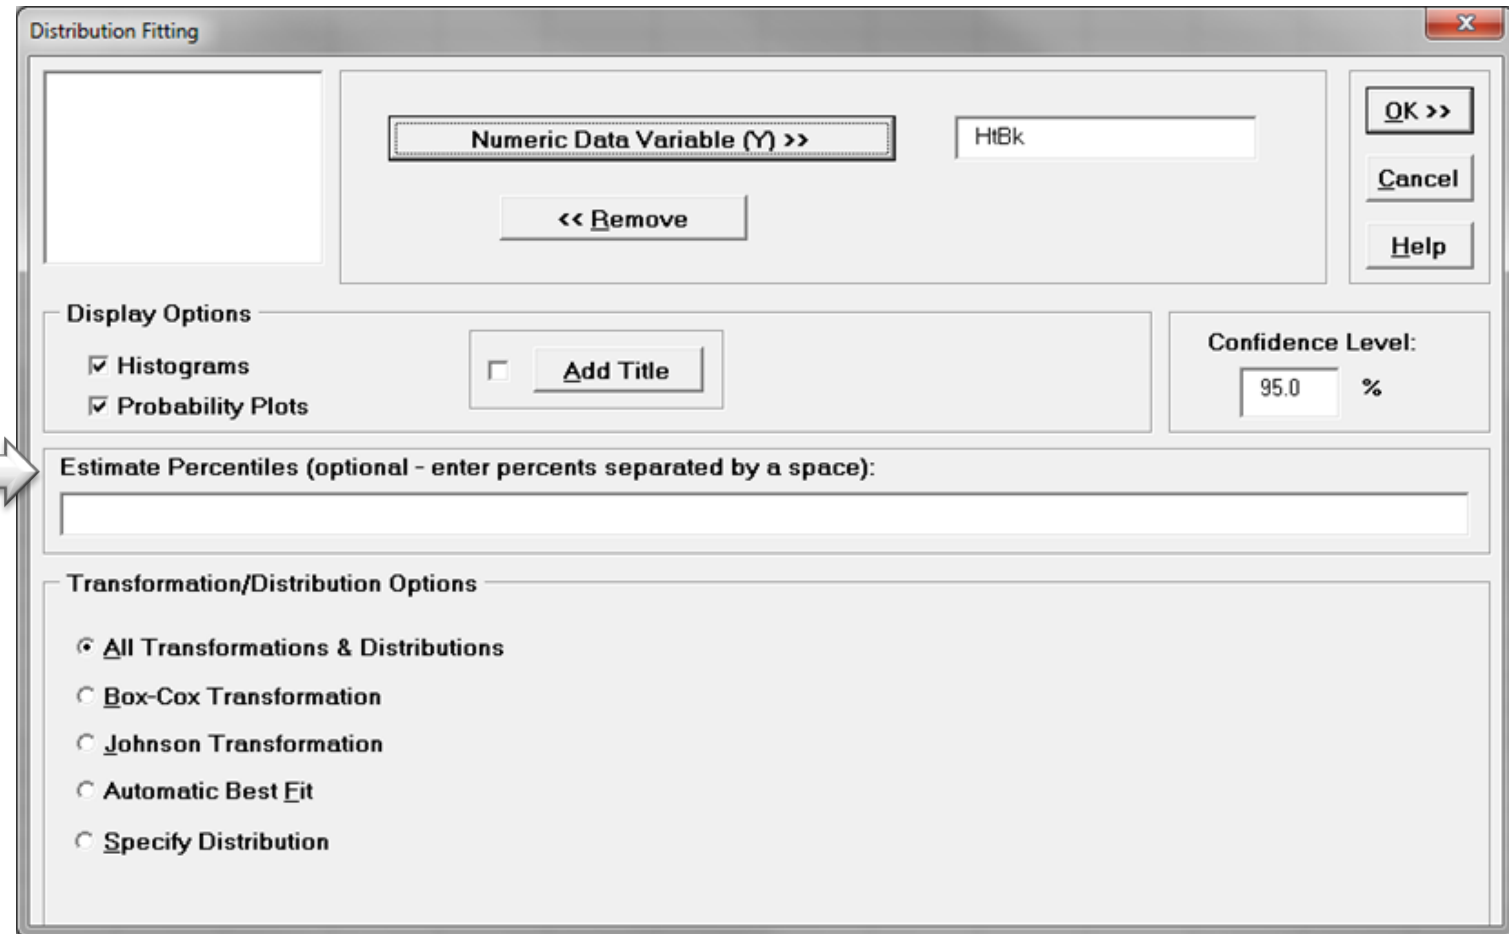 Distribution Fitting
Numeric Data Variable (Y) >>
HtBk
OK >>
<< Remove
Cancel
Help
Display Options
Histograms
Probability Plots
Add Title
Confidence Level:
95.0 %
Estimate Percentiles (optional - enter percents separated by a space):
Transformation/Distribution Options
All Transformations & Distributions
Box-Cox Transformation
Johnson Transformation
Automatic Best Fit
Specify Distribution